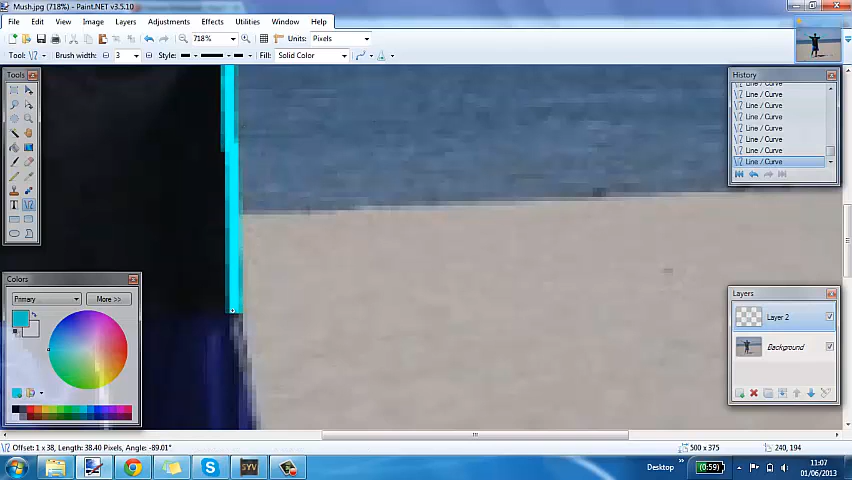 Mush.jpg (718%) - Paint.NET v3.5.10
File Edit View Image Layers Adjustments Effects Utilities Window Help
718% Units: Pixels
Tool: Brush width: 3 Style: Fill: Solid Color
Tools
History
Line / Curve
Line / Curve
Line / Curve
Line / Curve
Line / Curve
Line / Curve
Line / Curve
Colors
Primary More >>
Layers
Layer 2
Background
Offset: 1 x 38, Length: 38.40 Pixels, Angle: -89.01° 500 x 375 240, 194
SYV
Desktop (0:59) 11:07
01/06/2013